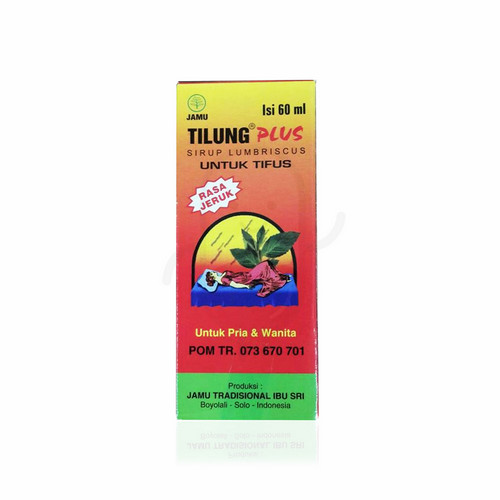 JAMU
Isi 60 ml
TILUNG® PLUS
SIRUP LUMBRISCUS
UNTUK TIFUS
RASA
JERUK
Untuk Pria & Wanita
POM TR. 073 670 701
Produksi :
JAMU TRADISIONAL IBU SRI
Boyolali - Solo - Indonesia